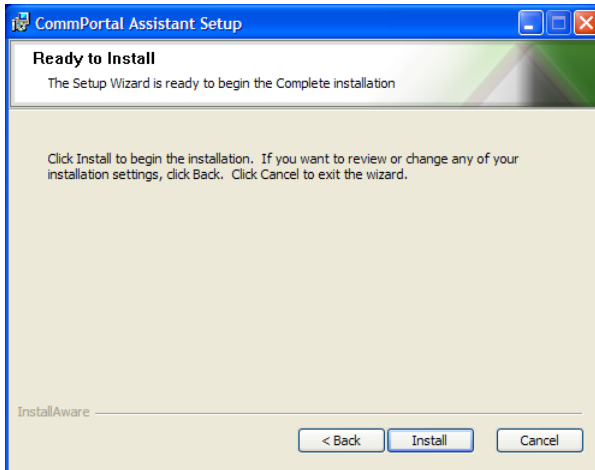 CommPortal Assistant Setup
Ready to Install
The Setup Wizard is ready to begin the Complete installation
Click Install to begin the installation.  If you want to review or change any of your
installation settings, click Back.  Click Cancel to exit the wizard.
InstallAware
< Back Install Cancel